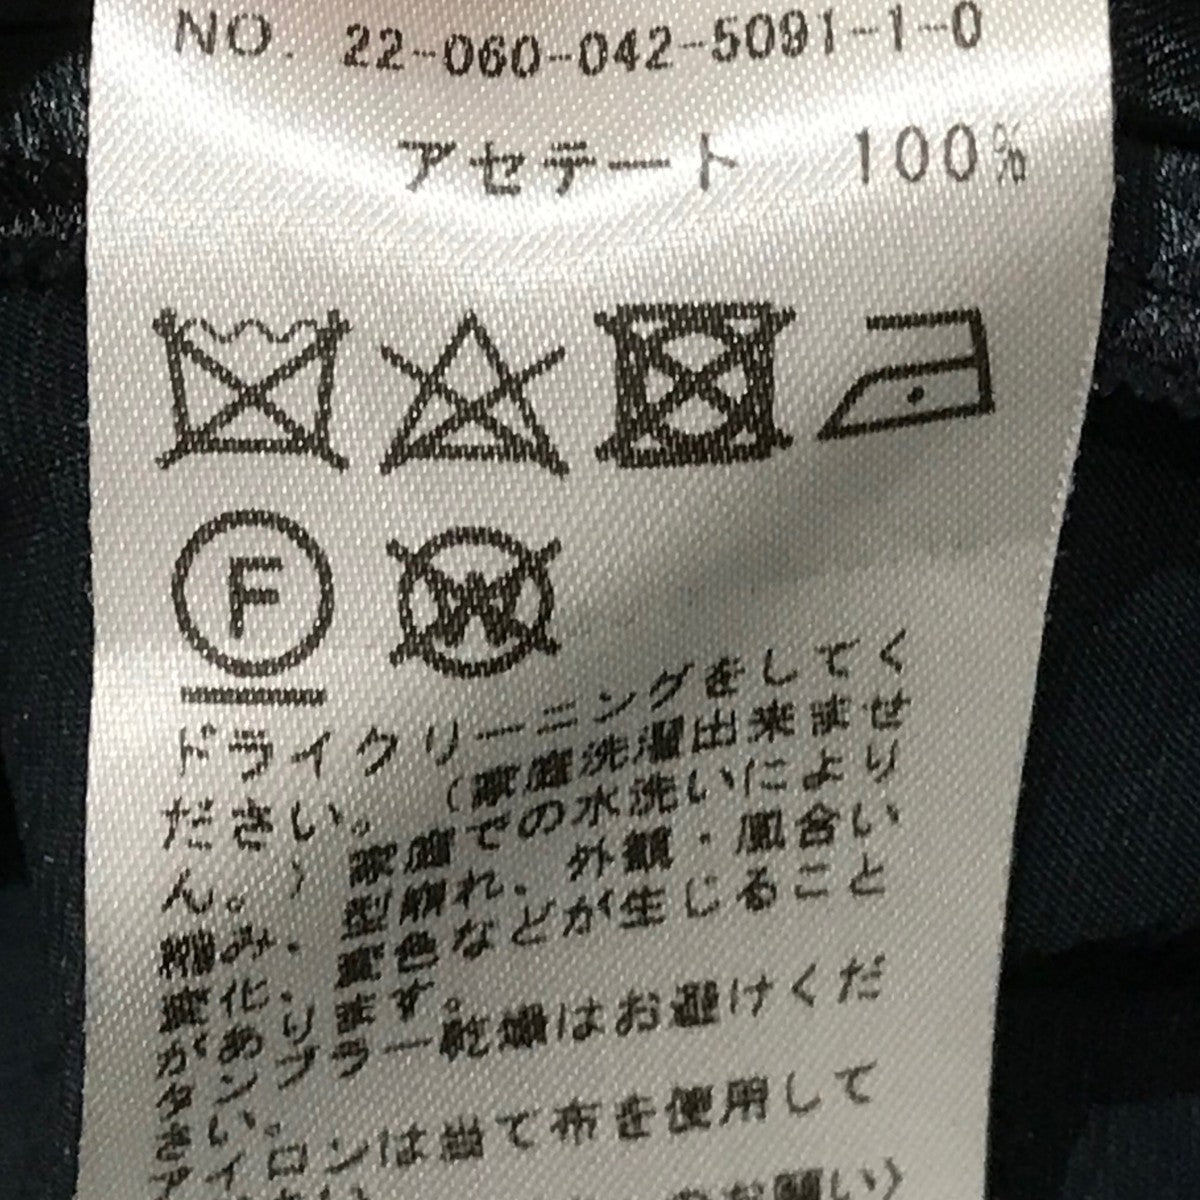 NO. 22-060-042-5091-1-0
アセテート 100%
F
W
ドライクリーニングをしてく
ださい。(家庭洗濯出来ませ
ん。)家庭での水洗いにより
縮み、型崩れ、外観・風合い
変化、変色などが生じること
があります。
タンブラー乾燥はお避けくだ
さい。
アイロンは当て布を使用して
お願い)